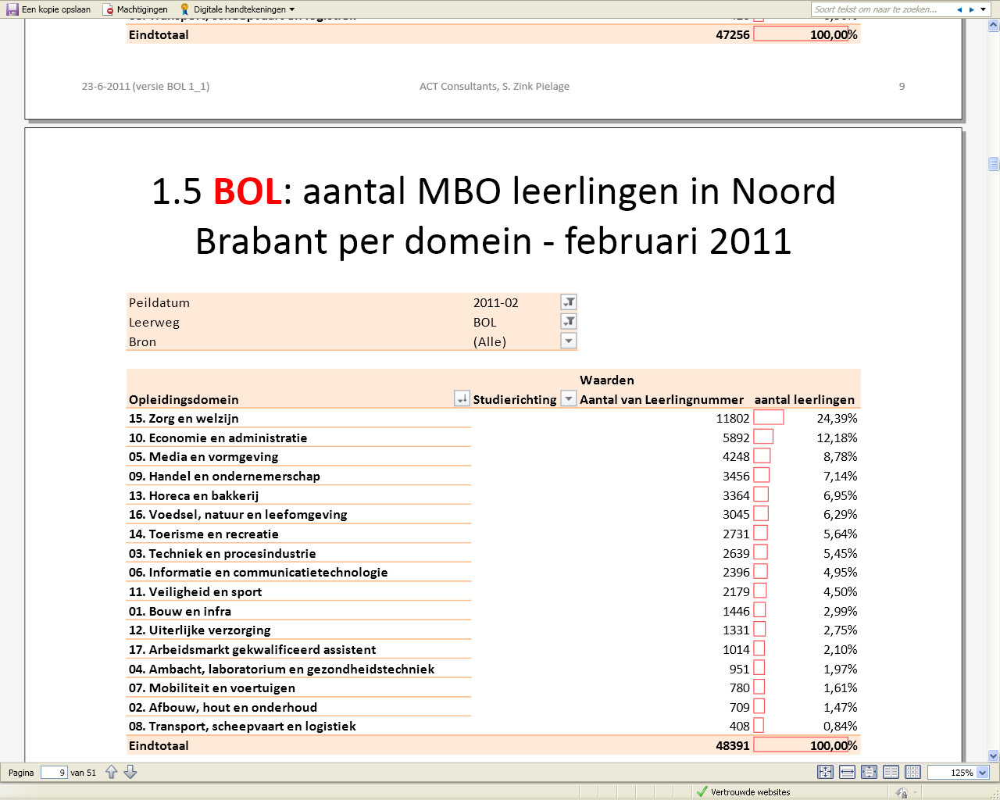 Een kopie opslaan Machtigingen Digitale handtekeningen Soort tekst om naar te zoeken...
Eindtotaal 47256 100,00%
23-6-2011 (versie BOL 1_1) ACT Consultants, S. Zink Pielage 9
1.5 BOL: aantal MBO leerlingen in Noord
Brabant per domein - februari 2011
Peildatum 2011-02
Leerweg BOL
Bron (Alle)
Waarden
Opleidingsdomein Studierichting Aantal van Leerlingnummer aantal leerlingen
15. Zorg en welzijn 11802 24,39%
10. Economie en administratie 5892 12,18%
05. Media en vormgeving 4248 8,78%
09. Handel en ondernemerschap 3456 7,14%
13. Horeca en bakkerij 3364 6,95%
16. Voedsel, natuur en leefomgeving 3045 6,29%
14. Toerisme en recreatie 2731 5,64%
03. Techniek en procesindustrie 2639 5,45%
06. Informatie en communicatietechnologie 2396 4,95%
11. Veiligheid en sport 2179 4,50%
01. Bouw en infra 1446 2,99%
12. Uiterlijke verzorging 1331 2,75%
17. Arbeidsmarkt gekwalificeerd assistent 1014 2,10%
04. Ambacht, laboratorium en gezondheidstechniek 951 1,97%
07. Mobiliteit en voertuigen 780 1,61%
02. Afbouw, hout en onderhoud 709 1,47%
08. Transport, scheepvaart en logistiek 408 0,84%
Eindtotaal 48391 100,00%
Pagina 9 van 51 125%
Vertrouwde websites